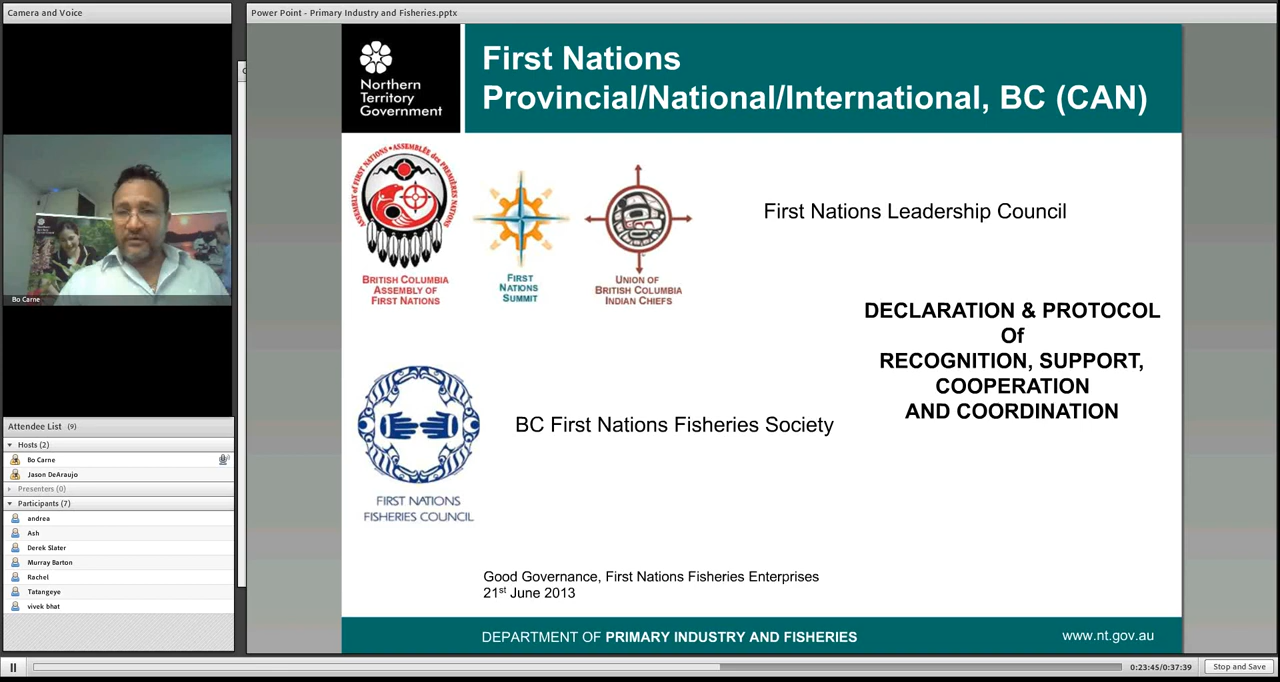 Camera and Voice
Bo Carne
Attendee List (9)
Hosts (2)
Bo Carne
Jason DeAraujo
Presenters (0)
Participants (7)
andrea
Ash
Derek Slater
Murray Barton
Rachel
Tatangeye
vivek bhat
Power Point - Primary Industry and Fisheries.pptx
Northern
Territory
Government
First Nations
Provincial/National/International, BC (CAN)
ASSEMBLY of FIRST NATIONS • ASSEMBLÉE des PREMIÈRES NATIONS
BRITISH COLUMBIA
ASSEMBLY OF
FIRST NATIONS
FIRST
NATIONS
SUMMIT
UNION OF
BRITISH COLUMBIA
INDIAN CHIEFS
First Nations Leadership Council
DECLARATION & PROTOCOL
Of
RECOGNITION, SUPPORT,
COOPERATION
AND COORDINATION
BC First Nations Fisheries Society
FIRST NATIONS
FISHERIES COUNCIL
Good Governance, First Nations Fisheries Enterprises
21st June 2013
DEPARTMENT OF PRIMARY INDUSTRY AND FISHERIES
www.nt.gov.au
0:23:45/0:37:39
Stop and Save